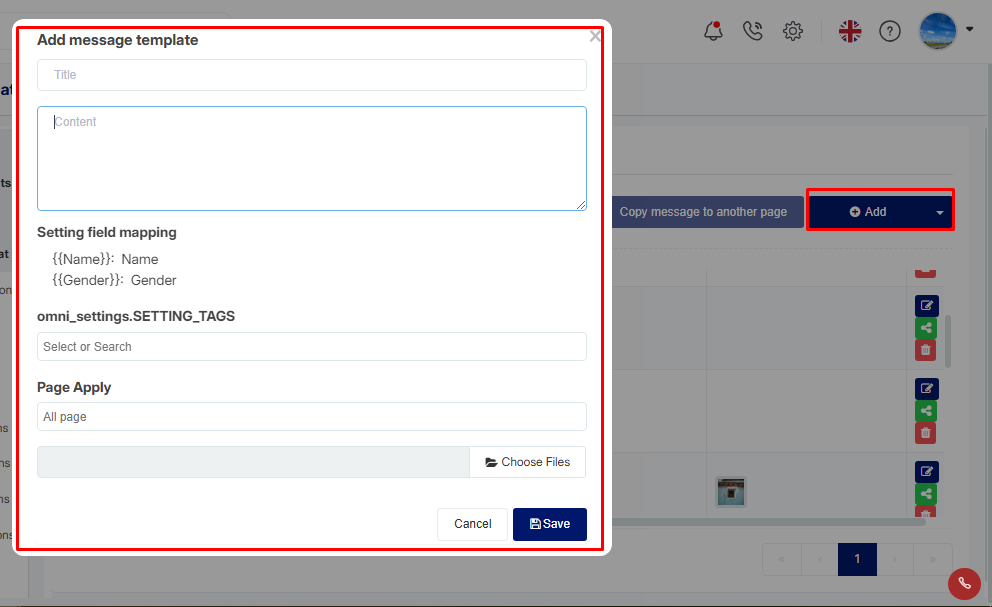 Add message template
Title
Content
Setting field mapping
{{Name}}: Name
{{Gender}}: Gender
omni_settings.SETTING_TAGS
Select or Search
Page Apply
All page
Choose Files
Cancel
Save
Copy message to another page
Add
1